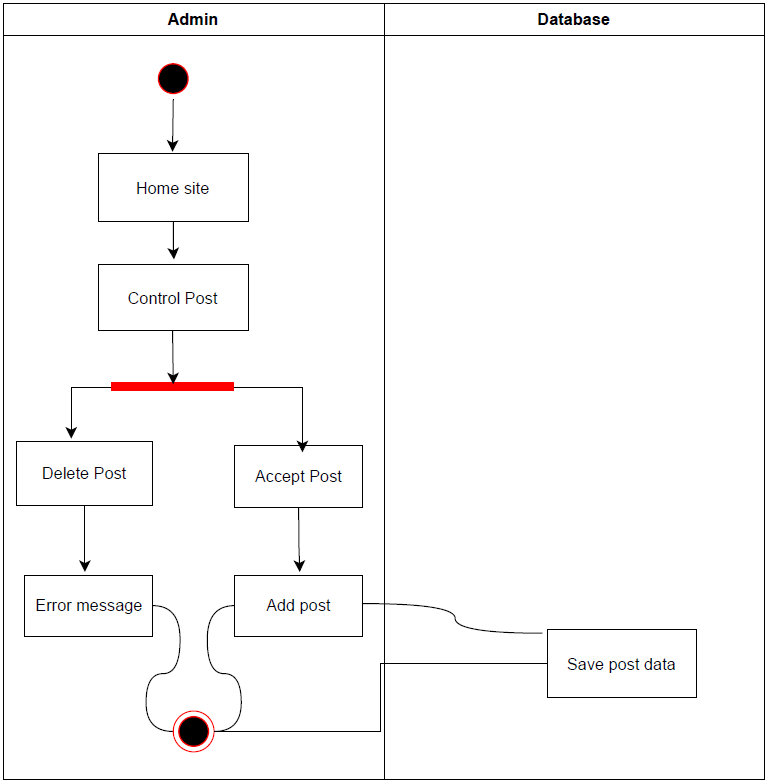 Admin
Database
Home site
Control Post
Delete Post
Accept Post
Error message
Add post
Save post data